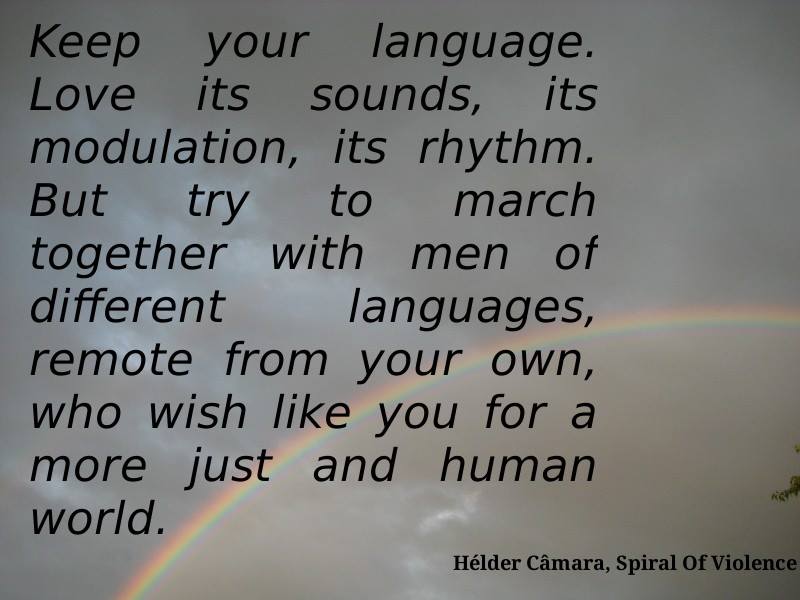 Keep your language.
Love its sounds, its
modulation, its rhythm.
But try to march
together with men of
different languages,
remote from your own,
who wish like you for a
more just and human
world.
Hélder Câmara, Spiral Of Violence